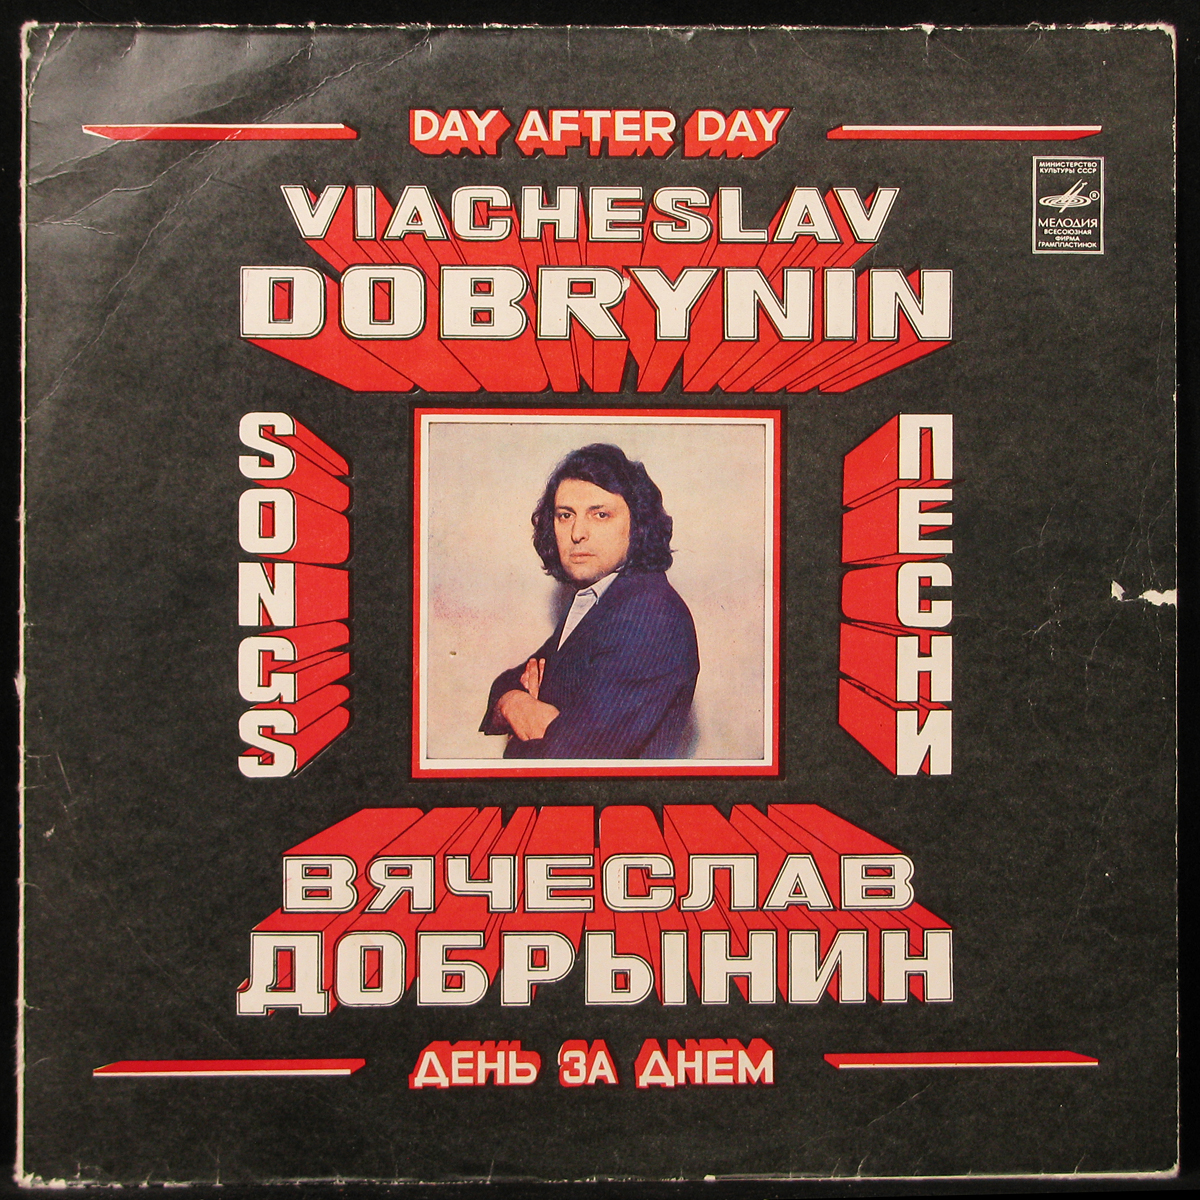 DAY AFTER DAY
МИНИСТЕРСТВО
КУЛЬТУРЫ СССР
®
МЕЛОДИЯ
ВСЕСОЮЗНАЯ
ФИРМА
ГРАМПЛАСТИНОК
VIACHESLAV
DOBRYNIN
SONGS
ПЕСНИ
ВЯЧЕСЛАВ
ДОБРЫНИН
ДЕНЬ ЗА ДНЕМ